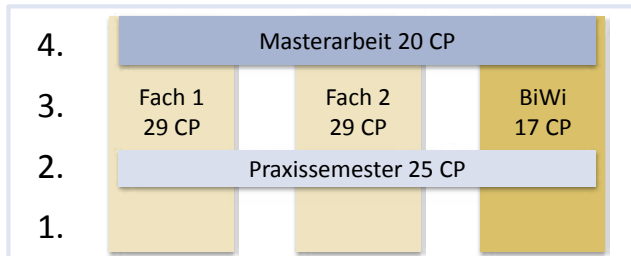 4.
Masterarbeit 20 CP
3.
Fach 1
29 CP
Fach 2
29 CP
BiWi
17 CP
2.
Praxissemester 25 CP
1.